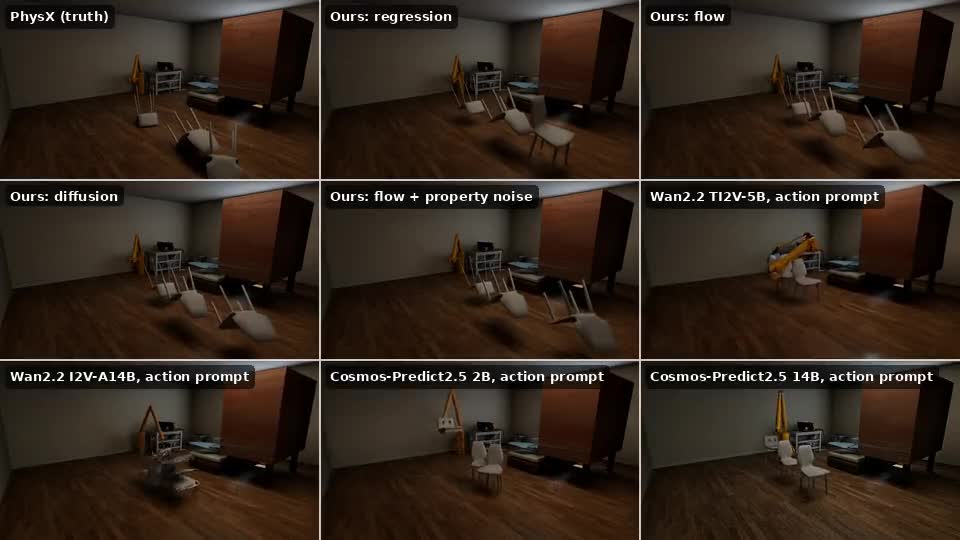 PhysX (truth)
Ours: regression
Ours: flow
Ours: diffusion
Ours: flow + property noise
Wan2.2 TI2V-5B, action prompt
Wan2.2 I2V-A14B, action prompt
Cosmos-Predict2.5 2B, action prompt
Cosmos-Predict2.5 14B, action prompt